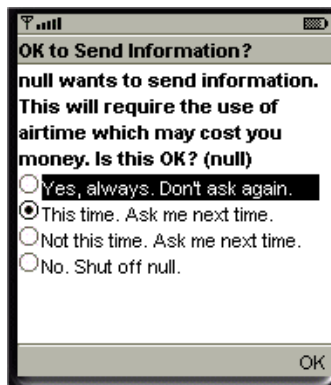 OK to Send Information?
null wants to send information.
This will require the use of
airtime which may cost you
money. Is this OK? (null)
Yes, always. Don't ask again.
This time. Ask me next time.
Not this time. Ask me next time.
No. Shut off null.
OK